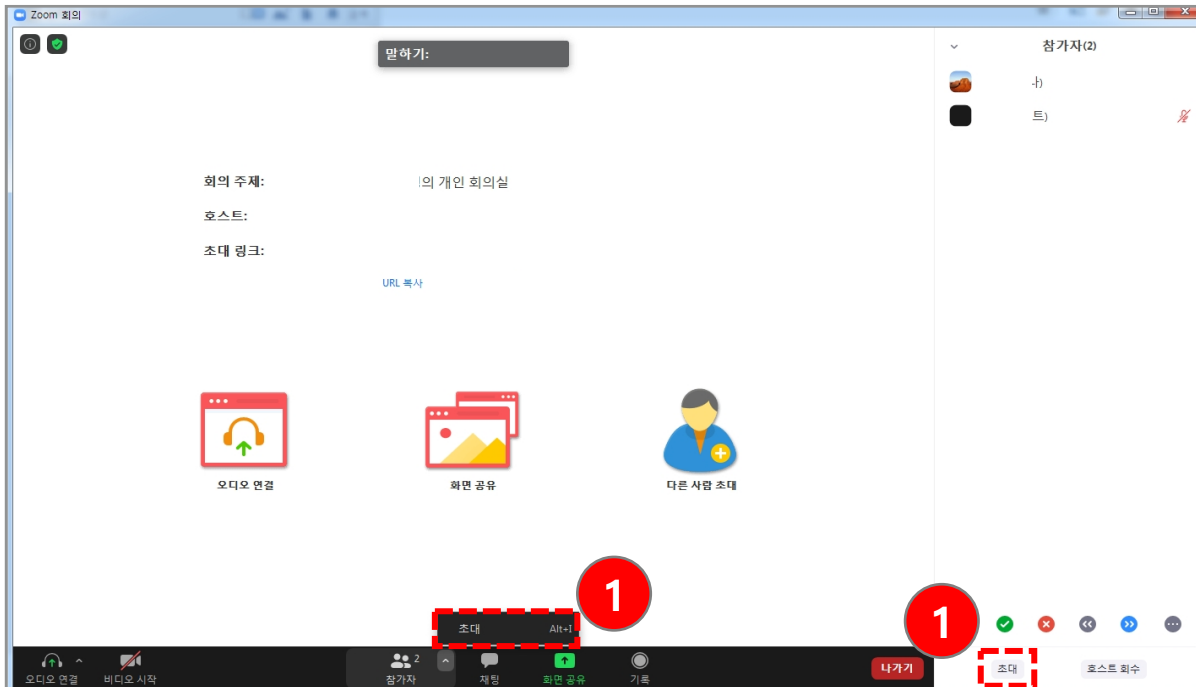 Zoom 회의
말하기:
참가자(2)
트)
회의 주제:
의 개인 회의실
호스트:
초대 링크:
URL 복사
오디오 연결
화면 공유
다른 사람 초대
1
1
초대 Alt+I
오디오 연결
비디오 시작
참가자 2
채팅
화면 공유
기록
나가기
초대
호스트 회수